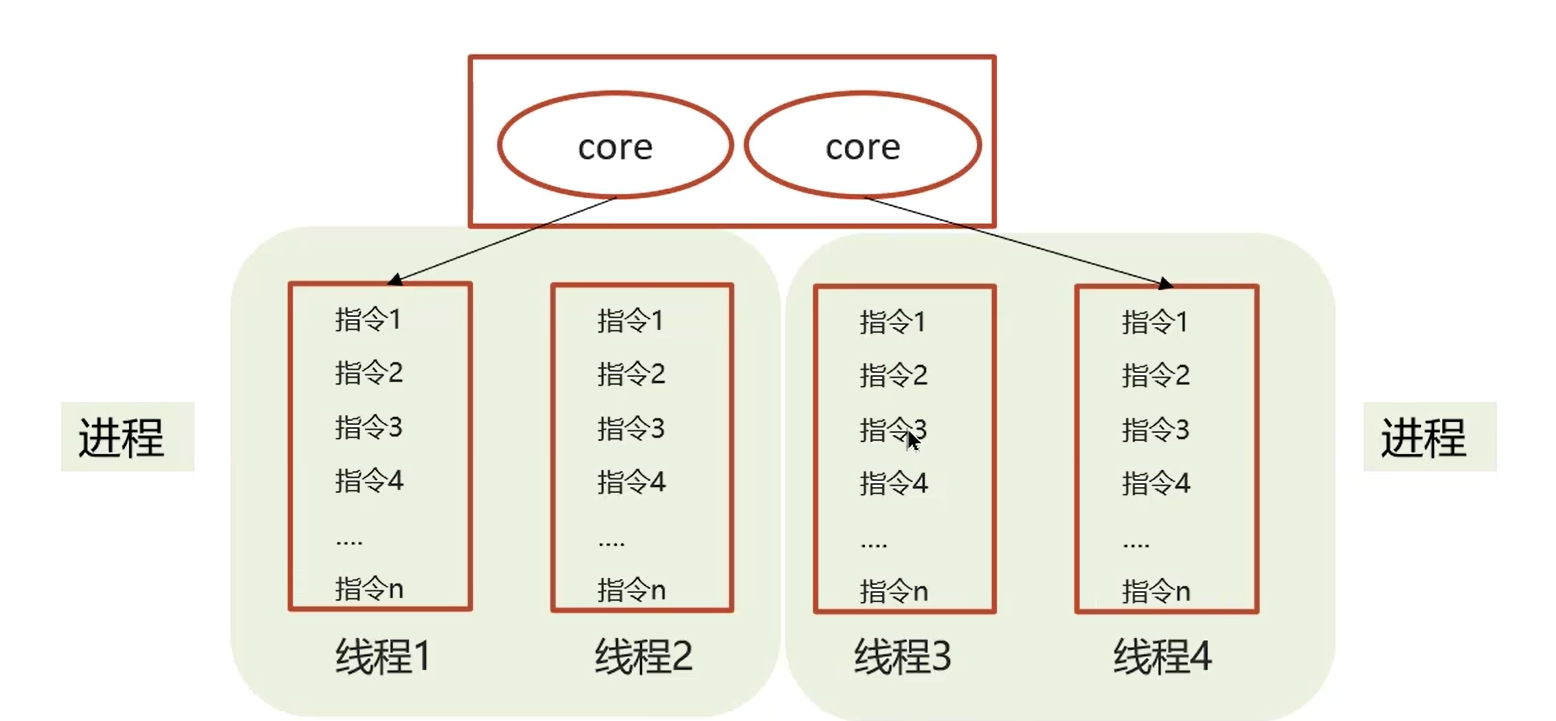 core core
进程
指令1
指令2
指令3
指令4
....
指令n
线程1
指令1
指令2
指令3
指令4
....
指令n
线程2
指令1
指令2
指令3
指令4
....
指令n
线程3
指令1
指令2
指令3
指令4
....
指令n
线程4
进程